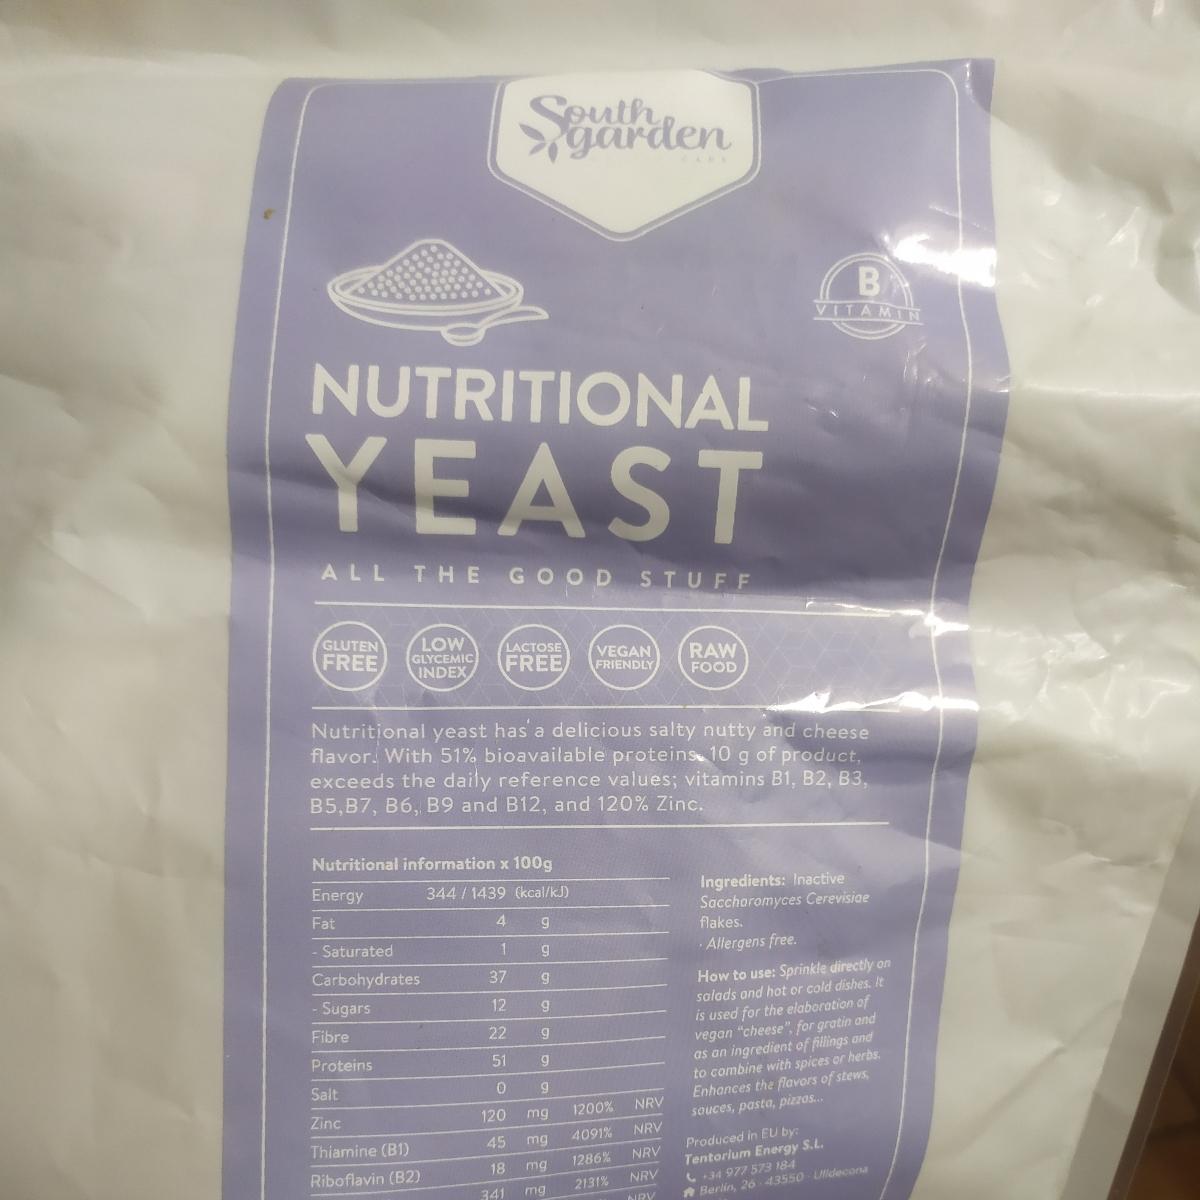 South
garden
B
VITAMIN
NUTRITIONAL
YEAST
ALL THE GOOD STUFF
GLUTEN
FREE
LOW
GLYCEMIC
INDEX
LACTOSE
FREE
VEGAN
FRIENDLY
RAW
FOOD
Nutritional yeast has a delicious salty nutty and cheese
flavor. With 51% bioavailable proteins. 10 g of product,
exceeds the daily reference values; vitamins B1, B2, B3,
B5,B7, B6, B9 and B12, and 120% Zinc.
Nutritional information x 100g
Energy 344 / 1439 (kcal/kJ)
Fat 4 g
- Saturated 1 g
Carbohydrates 37 g
- Sugars 12 g
Fibre 22 g
Proteins 51 g
Salt 0 g
Zinc 120 mg 1200% NRV
Thiamine (B1) 45 mg 4091% NRV
Riboflavin (B2) 18 mg 1286% NRV
341 mg 2131% NRV
NRV
Ingredients: Inactive
Saccharomyces Cerevisiae
flakes.
· Allergens free.
How to use: Sprinkle directly on
salads and hot or cold dishes. It
is used for the elaboration of
vegan "cheese", for gratin and
as an ingredient of fillings and
to combine with spices or herbs.
Enhances the flavors of stews,
sauces, pasta, pizzas...
Produced in EU by:
Tentorium Energy S.L.
+34 977 573 184
Berlín, 26 · 43550 · Ulldecona